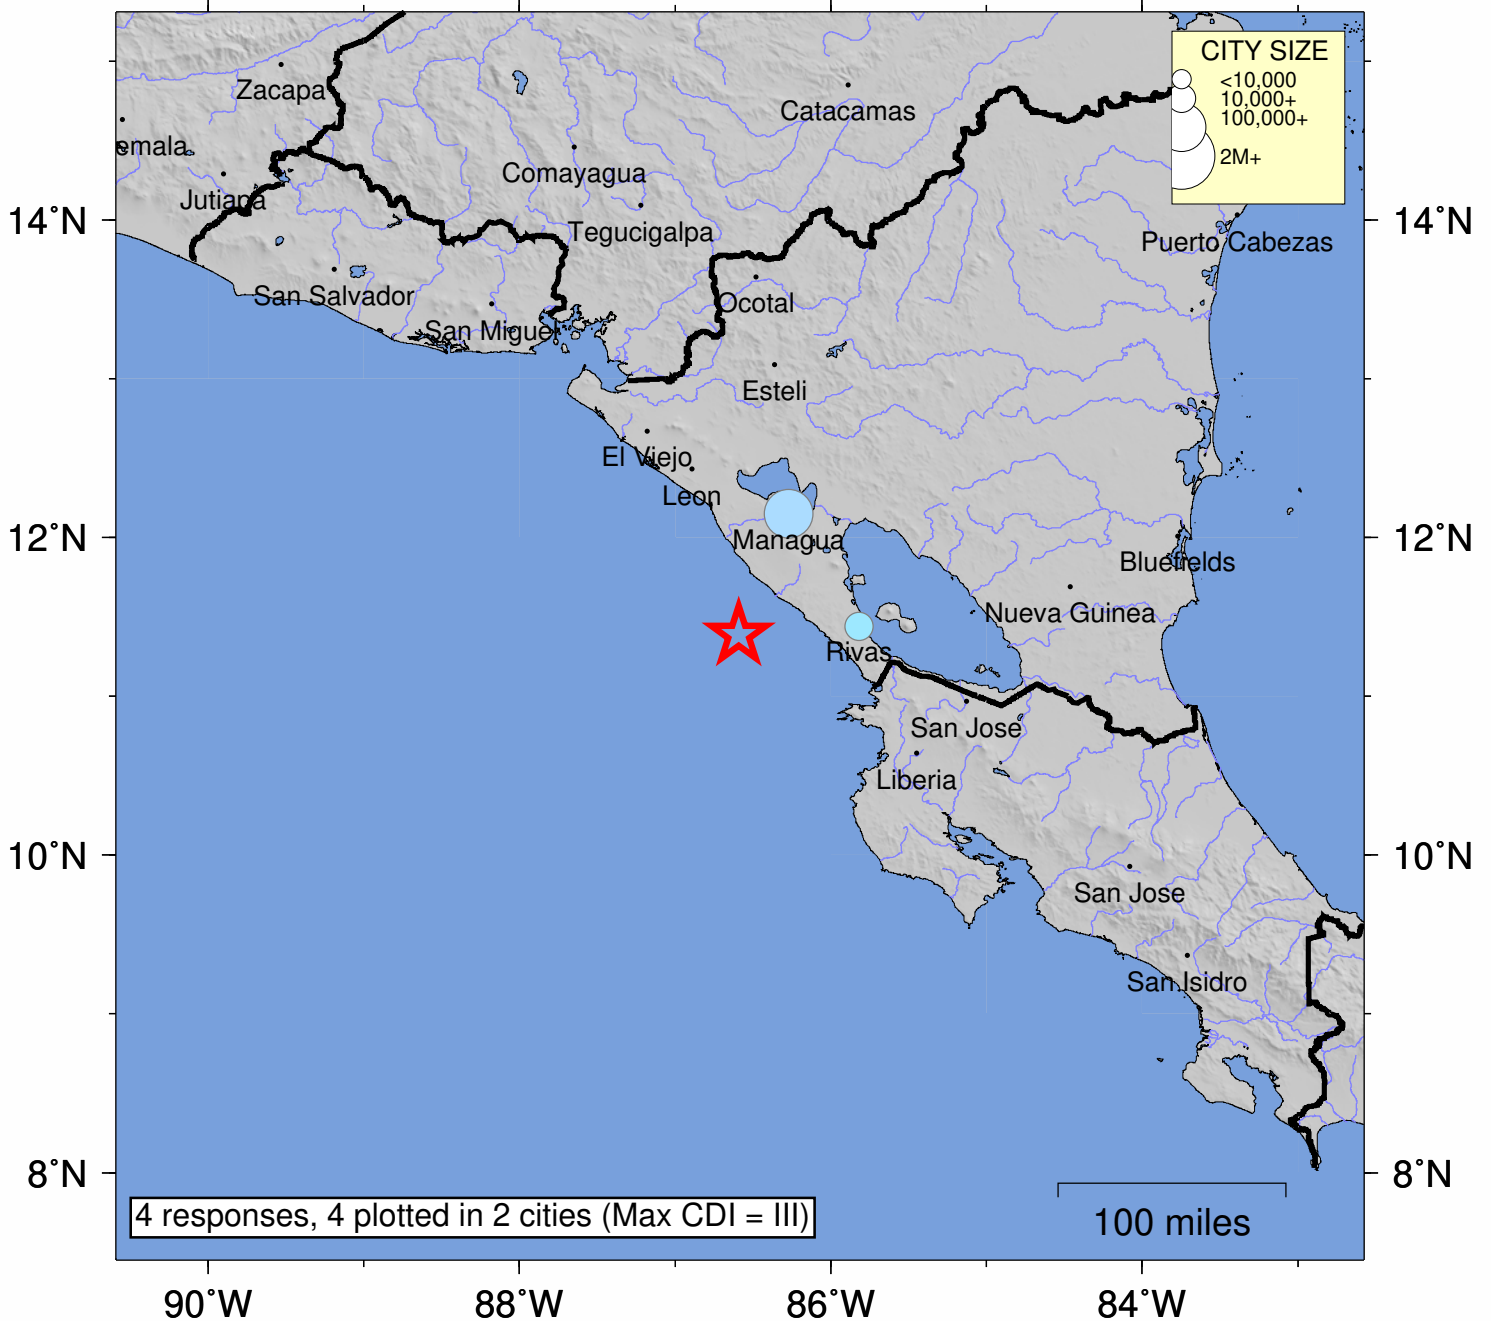 CITY SIZE
<10,000
10,000+
100,000+
2M+
Zacapa
Catacamas
emala
Comayagua
Jutiapa
14°N
14°N
Tegucigalpa
Puerto Cabezas
San Salvador
Ocotal
San Miguel
Esteli
El Viejo
Leon
12°N
Managua
12°N
Bluefields
Nueva Guinea
Rivas
San Jose
Liberia
10°N
10°N
San Jose
San Isidro
8°N
8°N
4 responses, 4 plotted in 2 cities (Max CDI = III)
100 miles
90°W
88°W
86°W
84°W